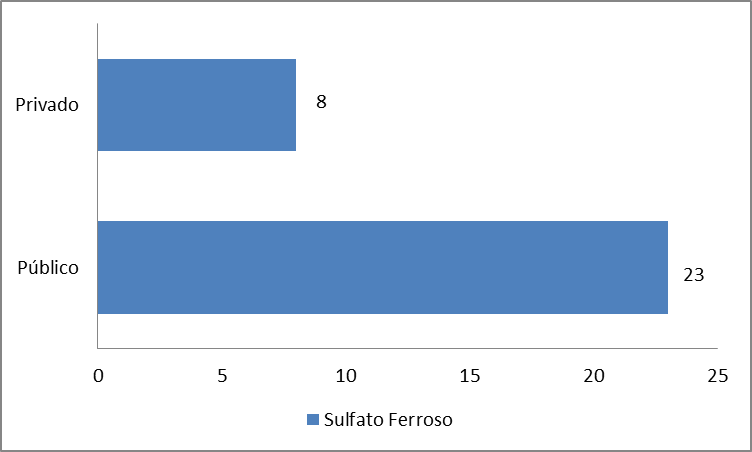 Privado
8
Público
23
0 5 10 15 20 25
Sulfato Ferroso